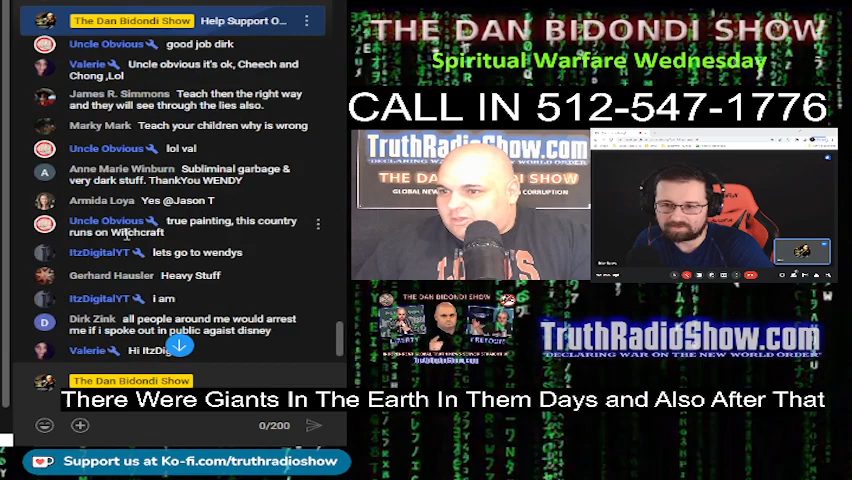 The Dan Bidondi Show Help Support O...
Uncle Obvious good job dirk
Valerie Uncle obvious it's ok, Cheech and
Chong ,Lol
James R. Simmons Teach then the right way
and they will see through the lies also.
Marky Mark Teach your children why is wrong
Uncle Obvious lol val
A Anne Marie Winburn Subliminal garbage &
very dark stuff. ThankYou WENDY
Armida Loya Yes @Jason T
Uncle Obvious true painting, this country
runs on Witchcraft
ItzDigitalYT lets go to wendys
Gerhard Hausler Heavy Stuff
ItzDigitalYT i am
D Dirk Zink all people around me would arrest
me if i spoke out in public agaist disney
Valerie Hi ItzDig
The Dan Bidondi Show
0/200
Support us at Ko-fi.com/truthradioshow
THE DAN BIDONDI SHOW
Spiritual Warfare Wednesday
CALL IN 512-547-1776
TruthRadioShow.com
DECLARING WAR ON THE NEW WORLD ORDER
THE DAN BIDONDI SHOW
THE DAN BIDONDI SHOW
LIBERTY
TruthRadioShow.com
TruthRadioShow.com
DECLARING WAR ON THE NEW WORLD ORDER
There Were Giants In The Earth In Them Days and Also After That